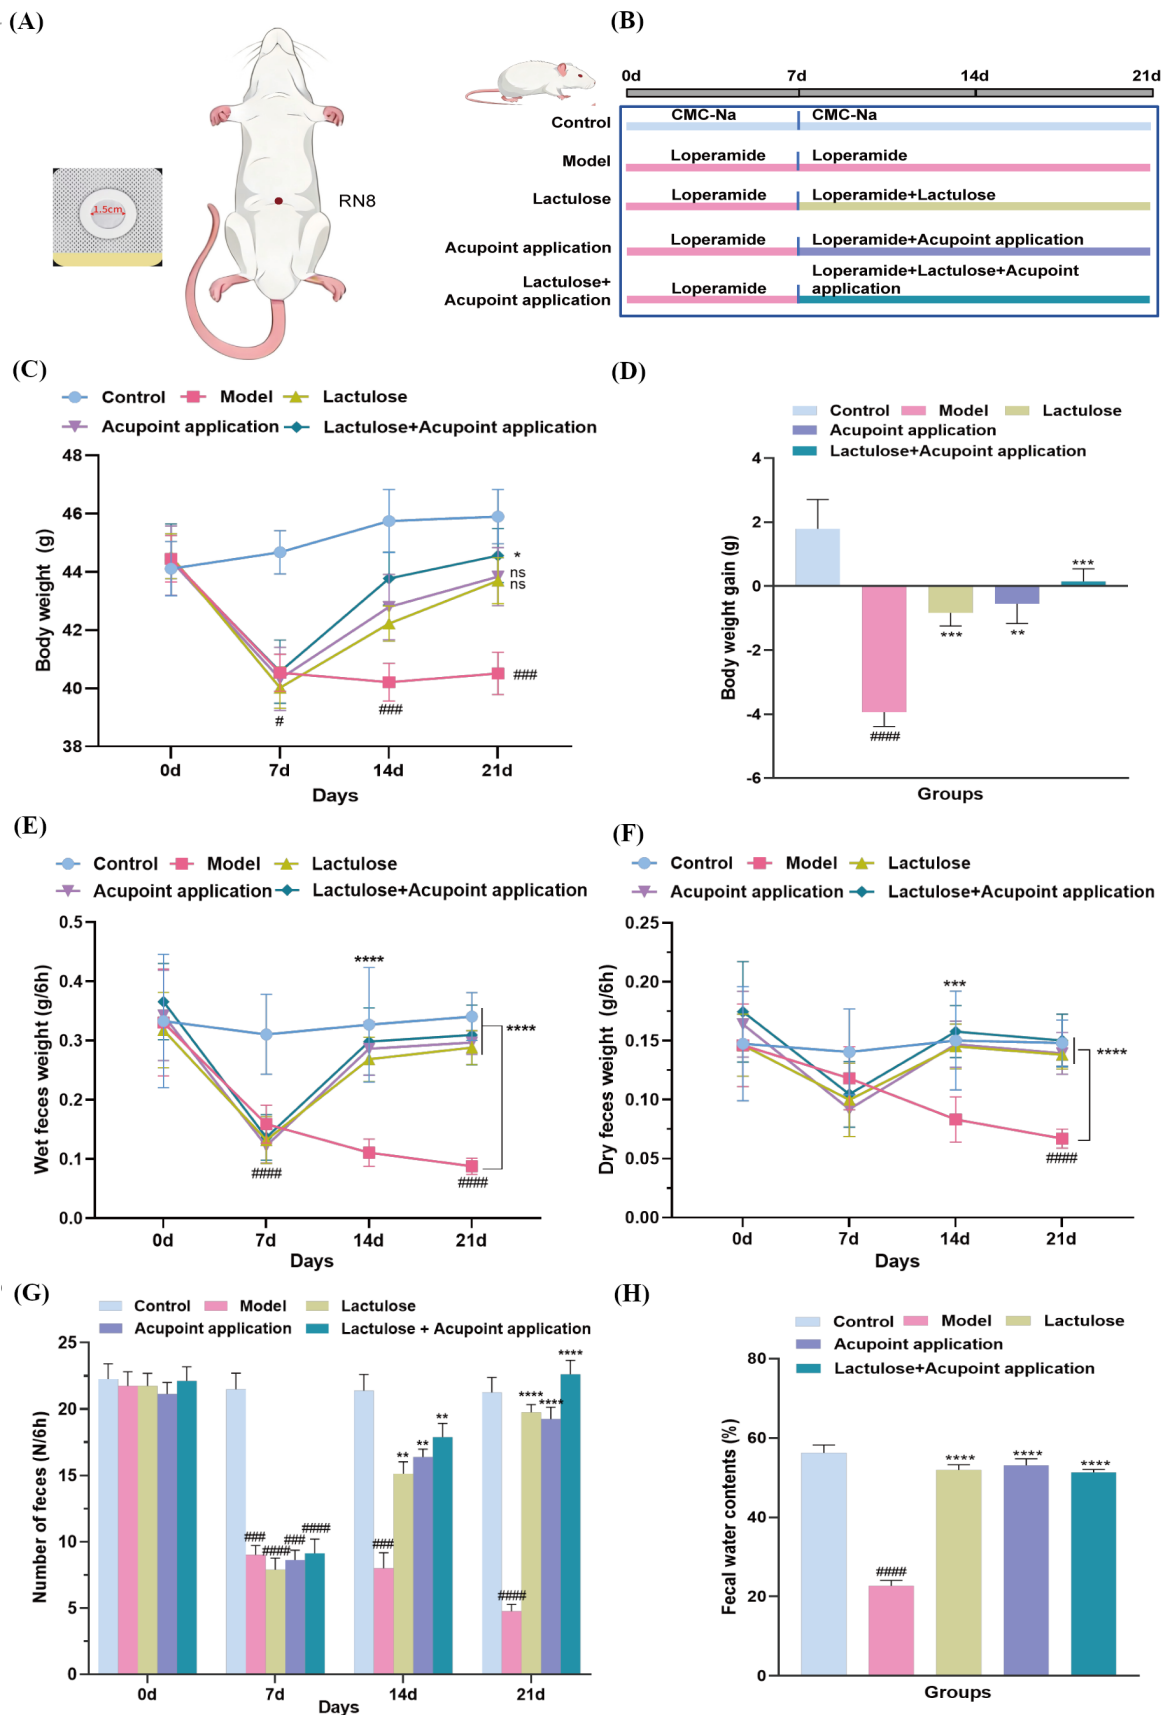 (A)
1.5cm
RN8
(B)
0d 7d 14d 21d
Control CMC-Na CMC-Na
Model Loperamide Loperamide
Lactulose Loperamide Loperamide+Lactulose
Acupoint application Loperamide Loperamide+Acupoint application
Lactulose+
Acupoint application Loperamide Loperamide+Lactulose+Acupoint
application
(C)
Control Model Lactulose
Acupoint application Lactulose+Acupoint application
Body weight (g)
48
46
44
42
40
38
*
ns
ns
###
#
###
0d 7d 14d 21d
Days
(D)
Control Model Lactulose
Acupoint application
Lactulose+Acupoint application
Body weight gain (g)
4
2
0
-2
-4
-6
####
***
**
***
Groups
(E)
Control Model Lactulose
Acupoint application Lactulose+Acupoint application
Wet feces weight (g/6h)
0.5
0.4
0.3
0.2
0.1
0.0
****
****
####
####
0d 7d 14d 21d
Days
(F)
Control Model Lactulose
Acupoint application Lactulose+Acupoint application
Dry feces weight (g/6h)
0.25
0.20
0.15
0.10
0.05
0.00
***
****
####
0d 7d 14d 21d
Days
(G)
Control Model Lactulose
Acupoint application Lactulose + Acupoint application
Number of feces (N/6h)
25
20
15
10
5
0
###
####
###
####
###
**
**
**
####
****
****
****
0d 7d 14d 21d
Days
(H)
Control Model Lactulose
Acupoint application
Lactulose+Acupoint application
Fecal water contents (%)
80
60
40
20
0
####
****
****
****
Groups